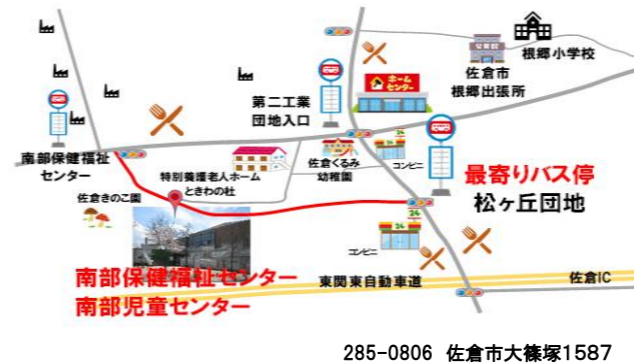 根郷小学校
佐倉市
根郷出張所
ホーム
センター
第二工業
団地入口
南部保健福祉
センター
特別養護老人ホーム
ときわの杜
佐倉くるみ
幼稚園
24
コンビニ
最寄りバス停
松ヶ丘団地
佐倉きのこ園
24
コンビニ
南部保健福祉センター
南部児童センター
東関東自動車道
佐倉IC
285-0806 佐倉市大篠塚1587